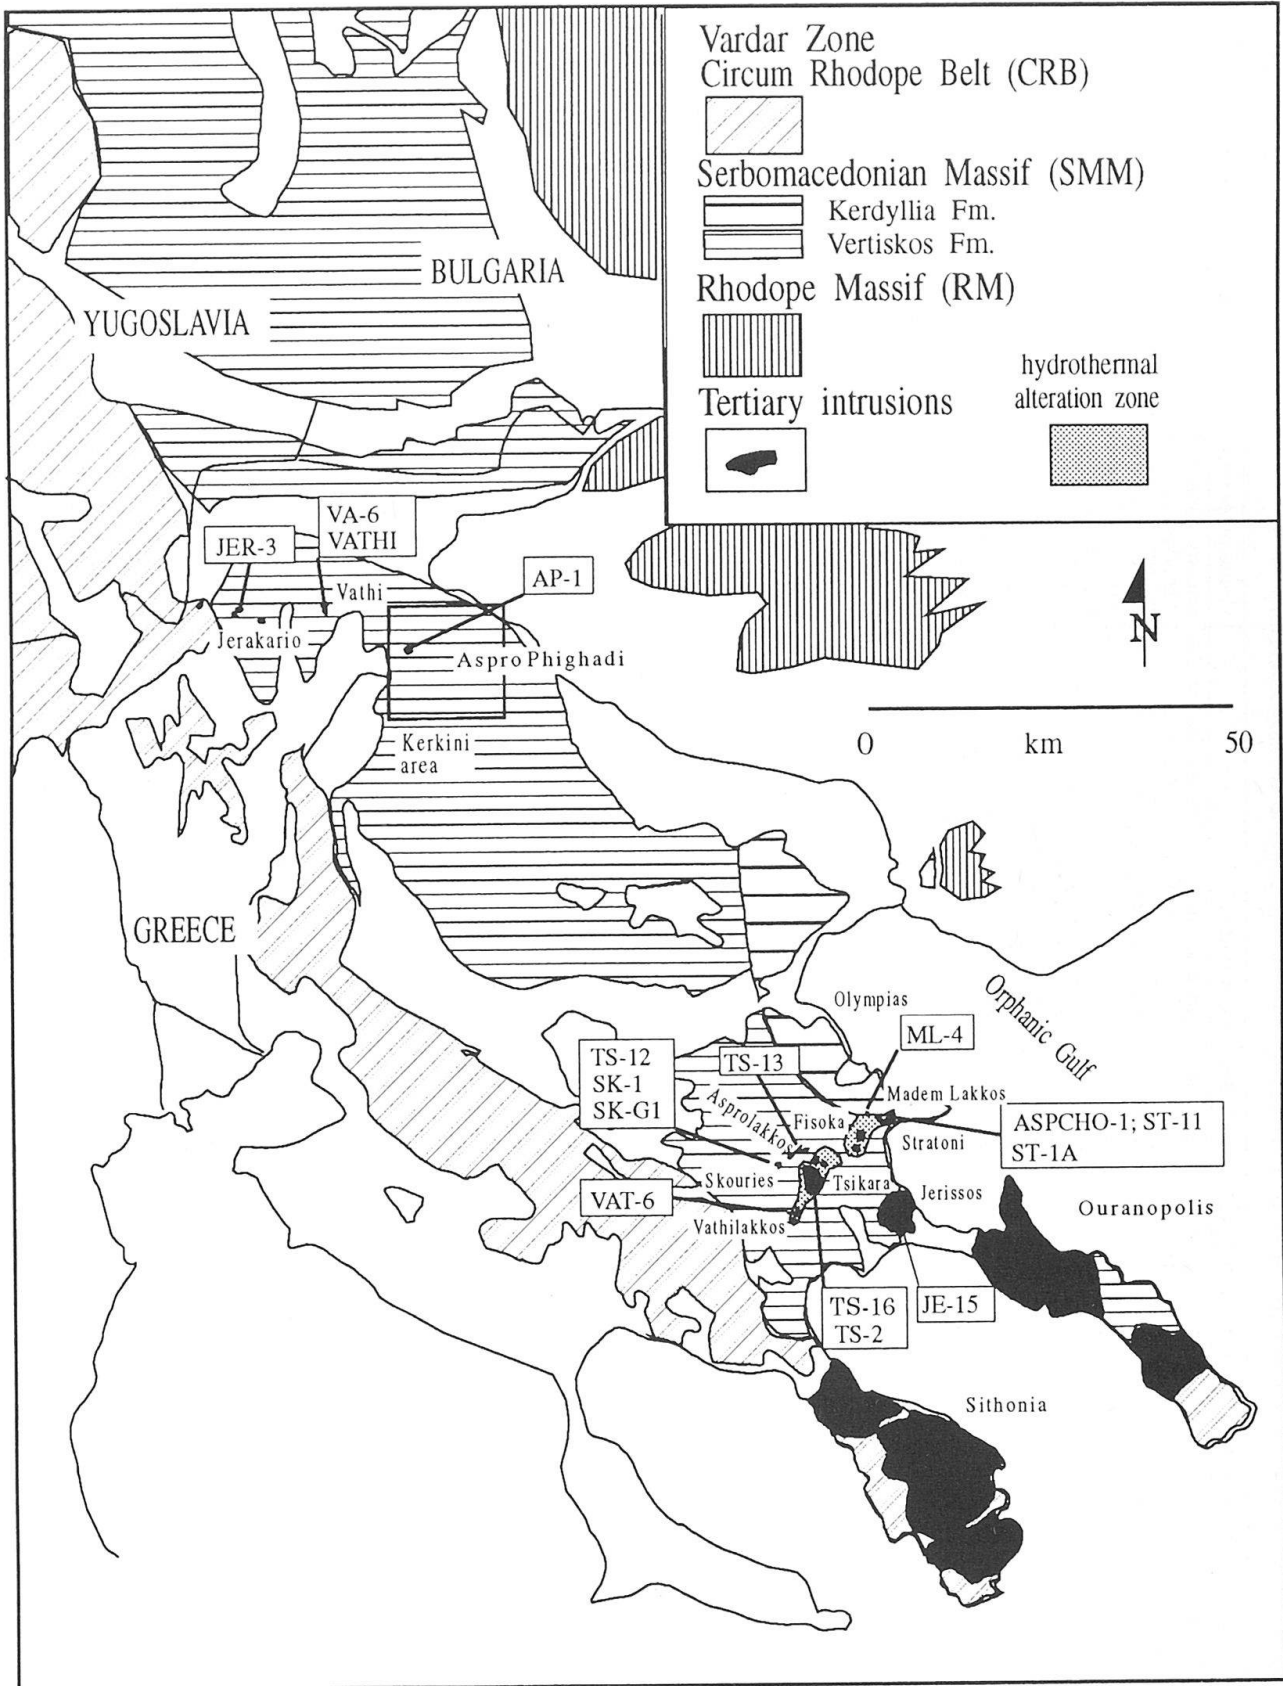 Vardar Zone
Circum Rhodope Belt (CRB)
Serbomacedonian Massif (SMM)
Kerdyllia Fm.
Vertiskos Fm.
Rhodope Massif (RM)
Tertiary intrusions
hydrothermal
alteration zone
BULGARIA
YUGOSLAVIA
VA-6
VATHI
JER-3
AP-1
Vathi
Jerakario
Aspro Phighadi
N
Kerkini
area
0 km 50
GREECE
Olympias
Orphanic Gulf
ML-4
TS-12
SK-1
SK-G1
TS-13
Asprolakkos
Fisoka
Madem Lakkos
ASPCHO-1; ST-11
ST-1A
Stratoni
Skouries
Tsikara
Jerissos
VAT-6
Vathilakkos
Ouranopolis
TS-16
TS-2
JE-15
Sithonia